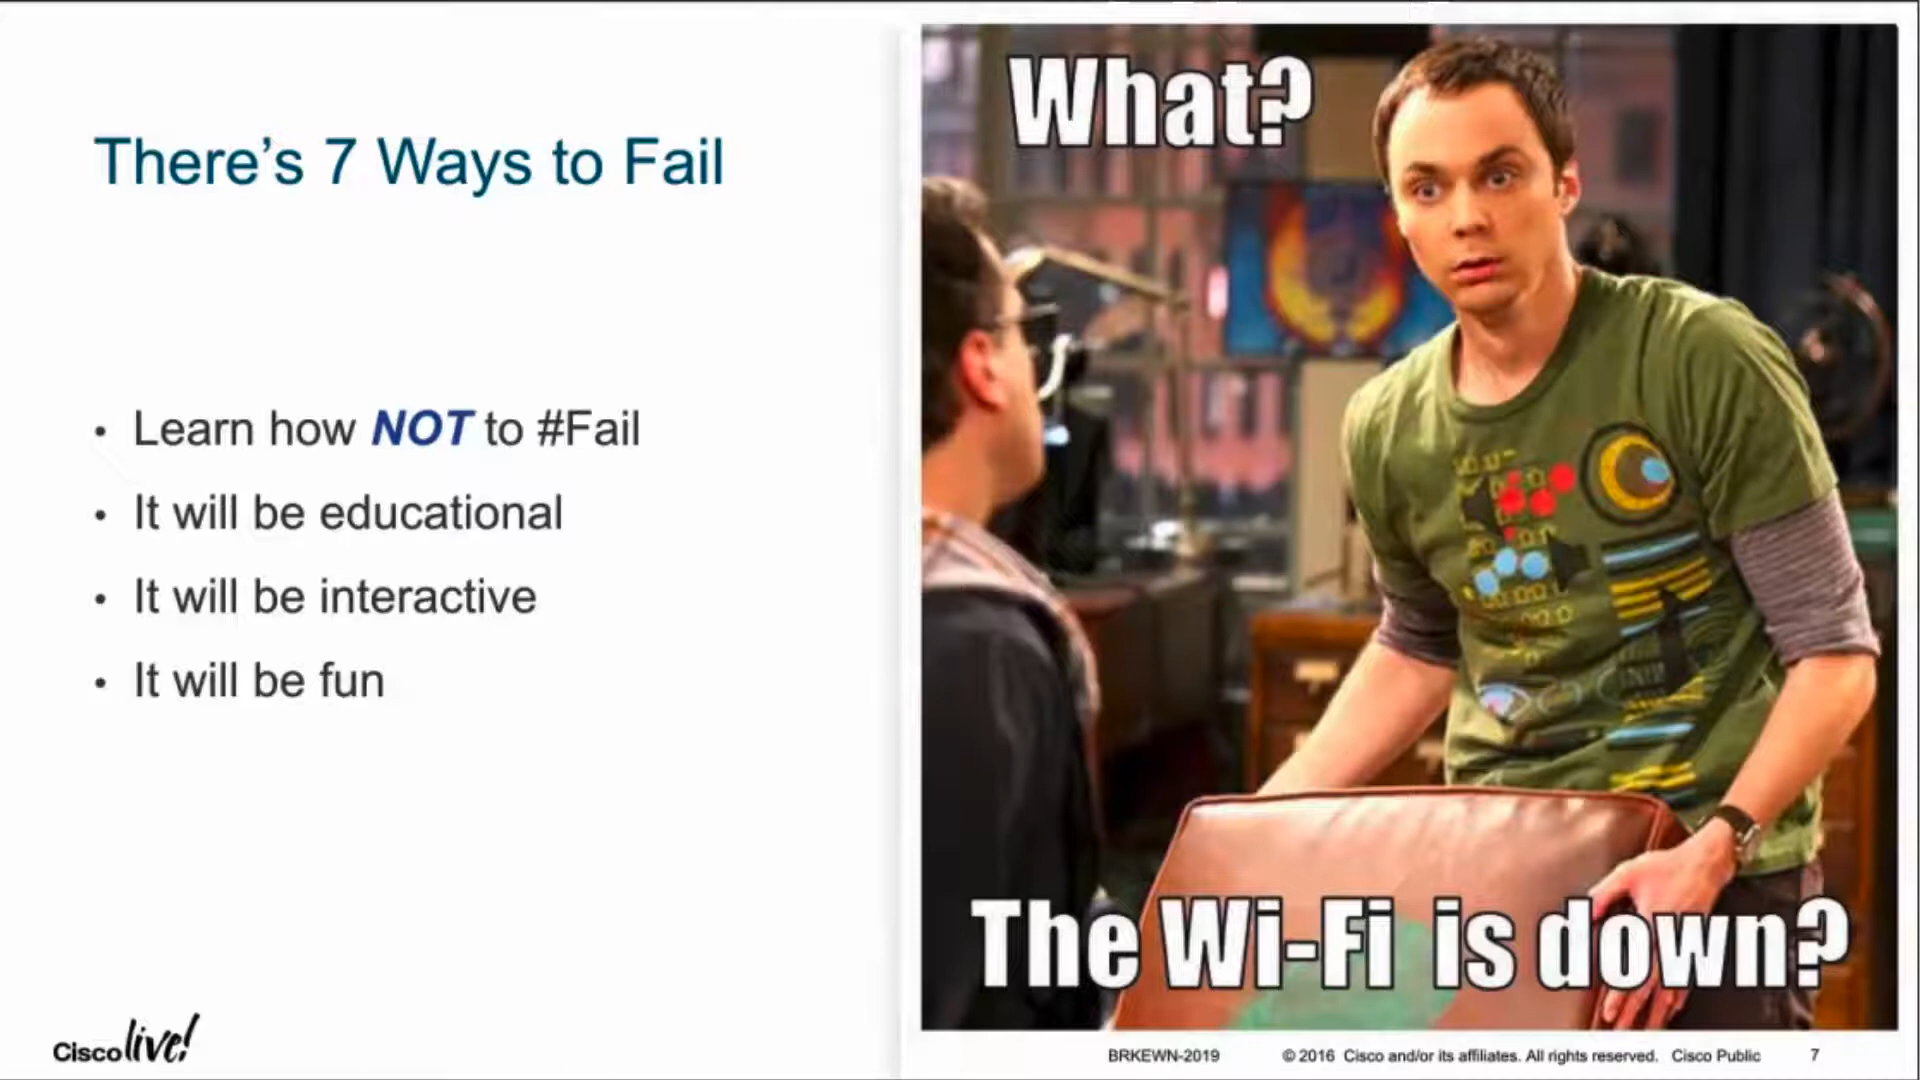 There's 7 Ways to Fail
• Learn how NOT to #Fail
• It will be educational
• It will be interactive
• It will be fun
What?
The Wi-Fi is down?
Cisco live!
BRKEWN-2019
© 2016 Cisco and/or its affiliates. All rights reserved. Cisco Public
7